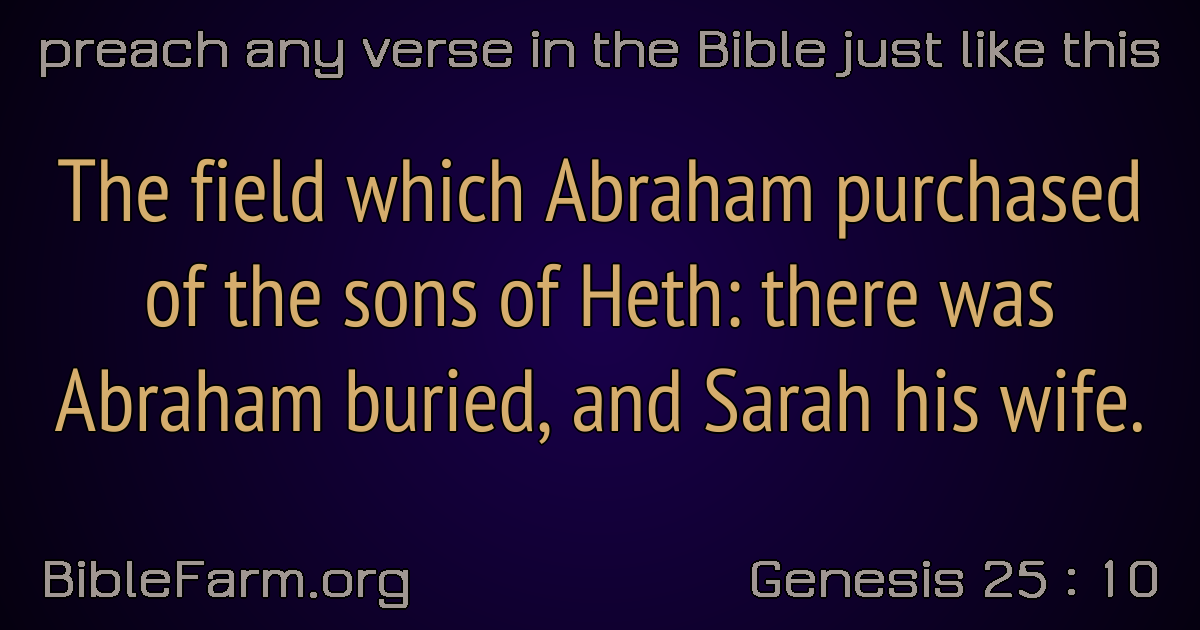 preach any verse in the Bible just like this
The field which Abraham purchased
of the sons of Heth: there was
Abraham buried, and Sarah his wife.
BibleFarm.org
Genesis 25 : 10